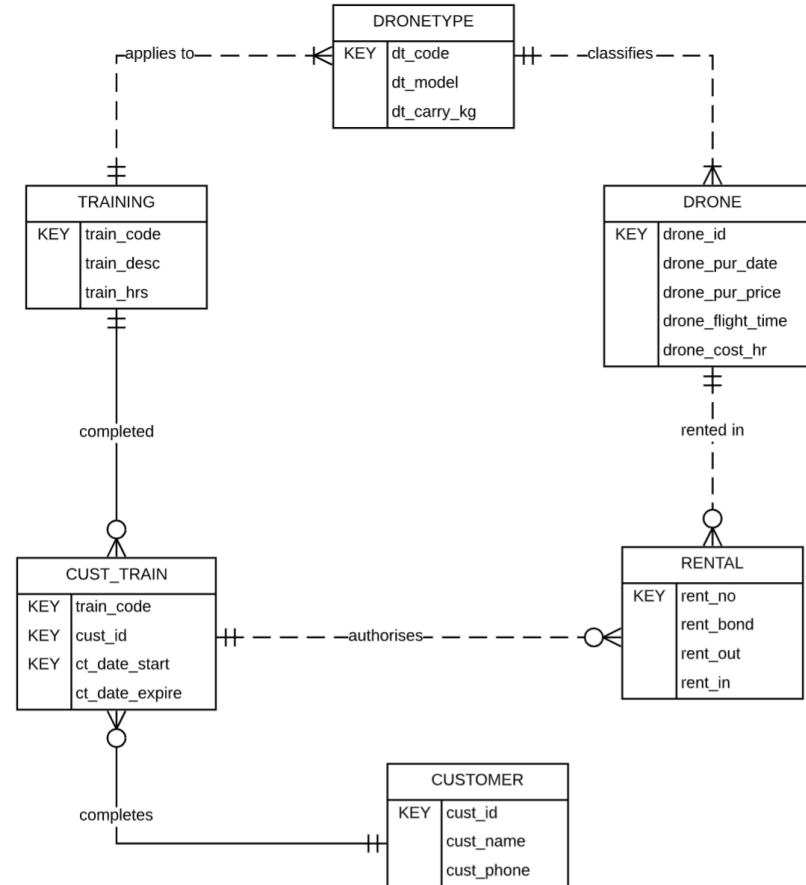 DRONETYPE
KEY dt_code
dt_model
dt_carry_kg
applies to
classifies
TRAINING
KEY train_code
train_desc
train_hrs
DRONE
KEY drone_id
drone_pur_date
drone_pur_price
drone_flight_time
drone_cost_hr
completed
rented in
CUST_TRAIN
KEY train_code
KEY cust_id
KEY ct_date_start
ct_date_expire
authorises
RENTAL
KEY rent_no
rent_bond
rent_out
rent_in
completes
CUSTOMER
KEY cust_id
cust_name
cust_phone